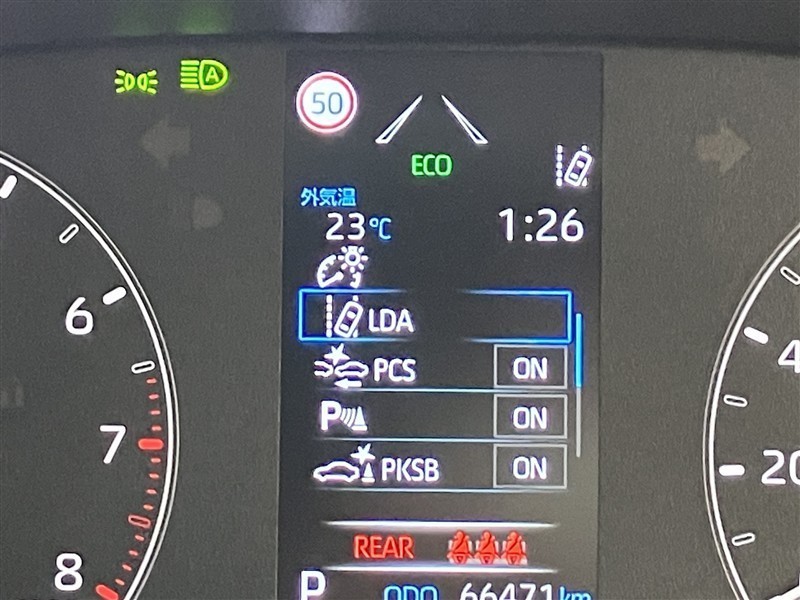 A
50
ECO
外気温
23℃ 1:26
LDA
PCS ON
P ON
PKSB ON
REAR
P ODO 66471km
6
7
8
4
20